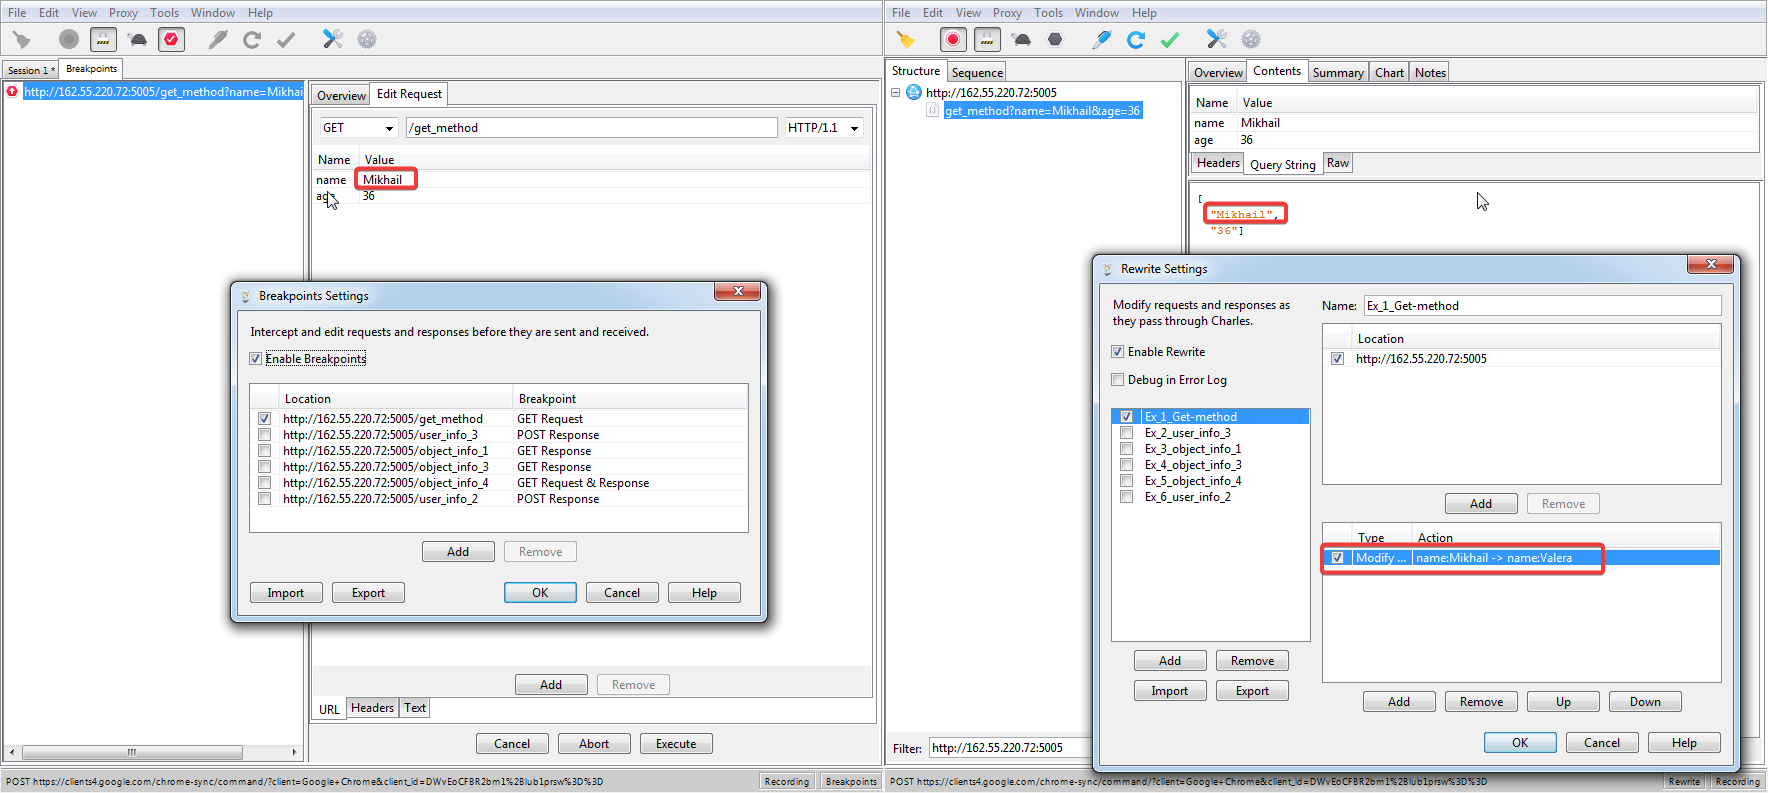 File Edit View Proxy Tools Window Help
Session 1 * Breakpoints
http://162.55.220.72:5005/get_method?name=Mikhai
Overview Edit Request
GET /get_method HTTP/1.1
Name Value
name Mikhail
age 36
Breakpoints Settings
Intercept and edit requests and responses before they are sent and received.
Enable Breakpoints
Location Breakpoint
http://162.55.220.72:5005/get_method GET Request
http://162.55.220.72:5005/user_info_3 POST Response
http://162.55.220.72:5005/object_info_1 GET Response
http://162.55.220.72:5005/object_info_3 GET Response
http://162.55.220.72:5005/object_info_4 GET Request & Response
http://162.55.220.72:5005/user_info_2 POST Response
Add Remove
Import Export OK Cancel Help
Add Remove
URL Headers Text
Cancel Abort Execute
POST https://clients4.google.com/chrome-sync/command/?client=Google+Chrome&client_id=DWvEoCFBR2bm1%2BIub1prsw%3D%3D Recording Breakpoints
File Edit View Proxy Tools Window Help
Structure Sequence
http://162.55.220.72:5005
get_method?name=Mikhail&age=36
Overview Contents Summary Chart Notes
Name Value
name Mikhail
age 36
Headers Query String Raw
[
"Mikhail",
"36"]
Rewrite Settings
Modify requests and responses as
they pass through Charles.
Enable Rewrite
Debug in Error Log
Ex_1_Get-method
Ex_2_user_info_3
Ex_3_object_info_1
Ex_4_object_info_3
Ex_5_object_info_4
Ex_6_user_info_2
Add Remove
Import Export
Name: Ex_1_Get-method
Location
http://162.55.220.72:5005
Add Remove
Type Action
Modify ... name:Mikhail -> name:Valera
Add Remove Up Down
OK Cancel Help
Filter: http://162.55.220.72:5005
POST https://clients4.google.com/chrome-sync/command/?client=Google+Chrome&client_id=DWvEoCFBR2bm1%2BIub1prsw%3D%3D Rewrite Recording